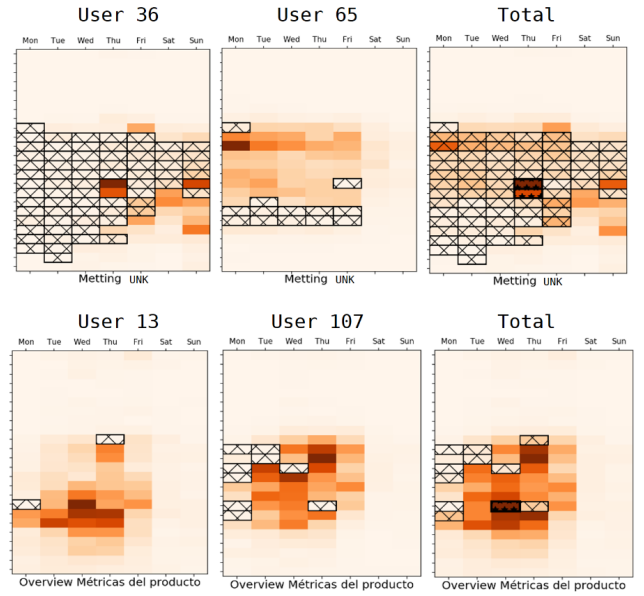 User 36 User 65 Total
Mon Tue Wed Thu Fri Sat Sun Mon Tue Wed Thu Fri Sat Sun Mon Tue Wed Thu Fri Sat Sun
Metting UNK Metting UNK Metting UNK
User 13 User 107 Total
Mon Tue Wed Thu Fri Sat Sun Mon Tue Wed Thu Fri Sat Sun Mon Tue Wed Thu Fri Sat Sun
Overview Métricas del producto Overview Métricas del producto Overview Métricas del producto